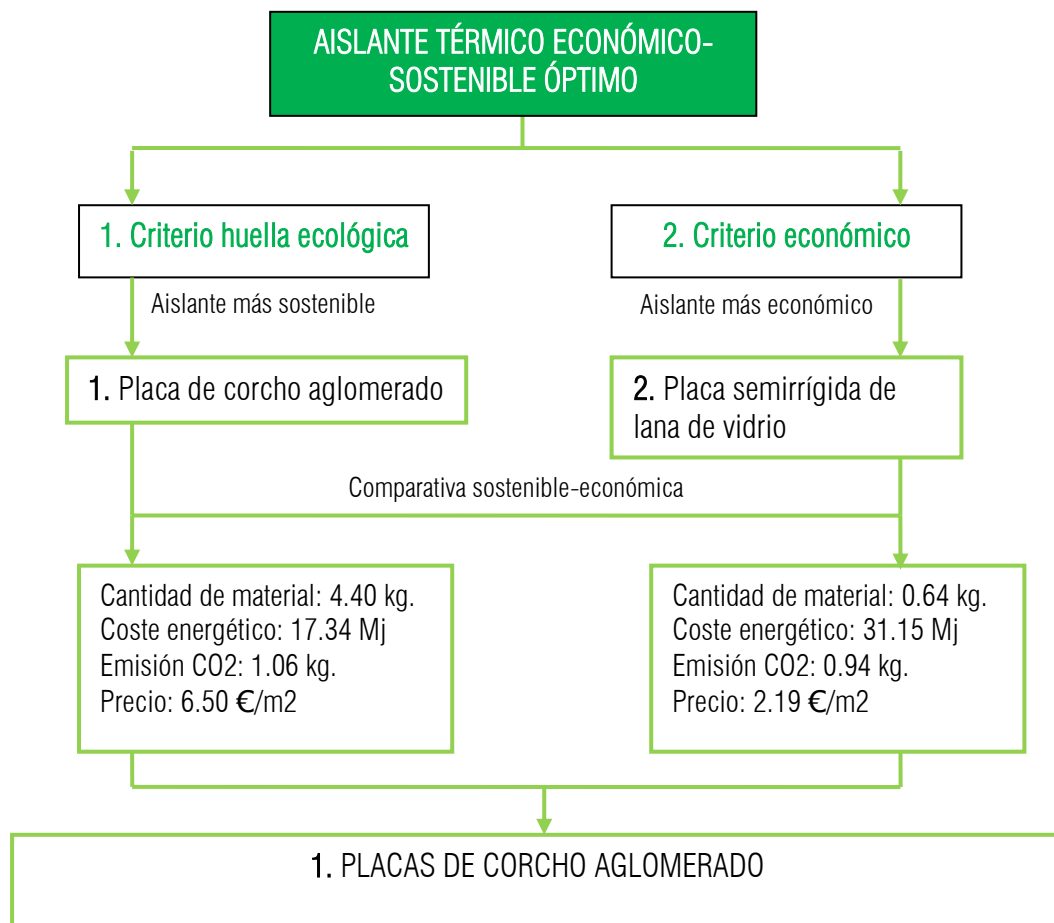 AISLANTE TÉRMICO ECONÓMICO-
SOSTENIBLE ÓPTIMO
1. Criterio huella ecológica
2. Criterio económico
Aislante más sostenible
Aislante más económico
1. Placa de corcho aglomerado
2. Placa semirrígida de
lana de vidrio
Comparativa sostenible-económica
Cantidad de material: 4.40 kg.
Coste energético: 17.34 Mj
Emisión CO2: 1.06 kg.
Precio: 6.50 €/m2
Cantidad de material: 0.64 kg.
Coste energético: 31.15 Mj
Emisión CO2: 0.94 kg.
Precio: 2.19 €/m2
1. PLACAS DE CORCHO AGLOMERADO